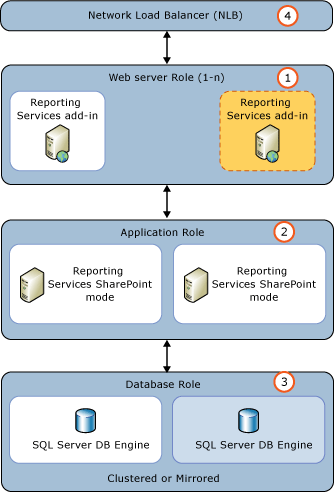 Network Load Balancer (NLB)
4
Web server Role (1-n)
1
Reporting
Services add-in
Reporting
Services add-in
Application Role
2
Reporting
Services SharePoint
mode
Reporting
Services SharePoint
mode
Database Role
3
SQL Server DB Engine
SQL Server DB Engine
Clustered or Mirrored